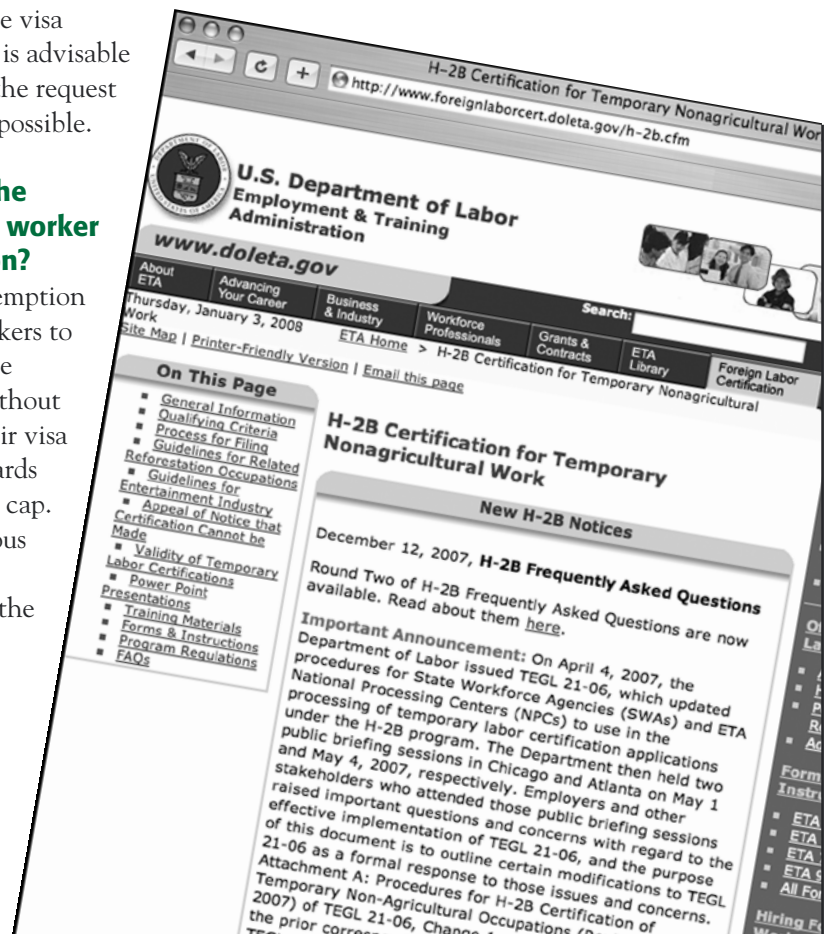 e visa
is advisable
he request
possible.
he
worker
n?
emption
kers to
e
thout
ir visa
ards
cap.
ous
the
H-2B Certification for Temporary Nonagricultural Wor
http://www.foreignlaborcert.doleta.gov/h-2b.cfm
U.S. Department of Labor
Employment & Training
Administration
www.doleta.gov
Search:
About
ETA
Advancing
Your Career
Business
& Industry
Workforce
Professionals
Grants &
Contracts
ETA
Library
Foreign Labor
Certification
Thursday, January 3, 2008
ETA Home > H-2B Certification for Temporary Nonagricultural
Work
Site Map | Printer-Friendly Version | Email this page
On This Page
General Information
Qualifying Criteria
Process for Filing
Guidelines for Related
Reforestation Occupations
Guidelines for
Entertainment Industry
Appeal of Notice that
Certification Cannot be
Made
Validity of Temporary
Labor Certifications
Power Point
Presentations
Training Materials
Forms & Instructions
Program Regulations
FAQs
H-2B Certification for Temporary
Nonagricultural Work
New H-2B Notices
December 12, 2007, H-2B Frequently Asked Questions
Round Two of H-2B Frequently Asked Questions are now
available. Read about them here.
Important Announcement: On April 4, 2007, the
Department of Labor issued TEGL 21-06, which updated
procedures for State Workforce Agencies (SWAs) and ETA
National Processing Centers (NPCs) to use in the
processing of temporary labor certification applications
under the H-2B program. The Department then held two
public briefing sessions in Chicago and Atlanta on May 1
and May 4, 2007, respectively. Employers and other
stakeholders who attended those public briefing sessions
raised important questions and concerns with regard to the
effective implementation of TEGL 21-06, and the purpose
of this document is to outline certain modifications to TEGL
21-06 as a formal response to those issues and concerns.
Attachment A: Procedures for H-2B Certification of
Temporary Non-Agricultural Occupations
2007) of TEGL 21-06, Change
the prior
Form
Instru
ETA
ETA
ETA
ETA
All For
Hiring Fo